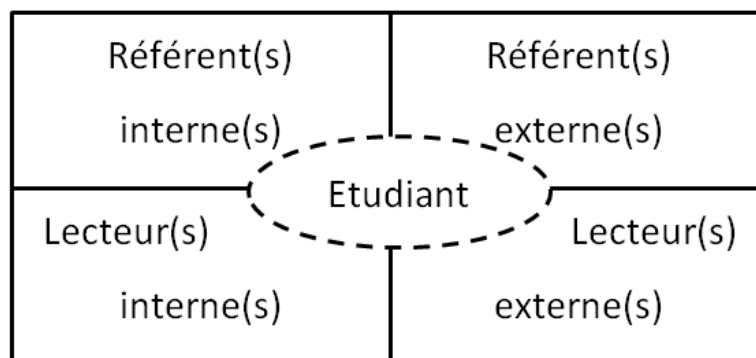 Référent(s)
interne(s)
Référent(s)
externe(s)
Etudiant
Lecteur(s)
interne(s)
Lecteur(s)
externe(s)